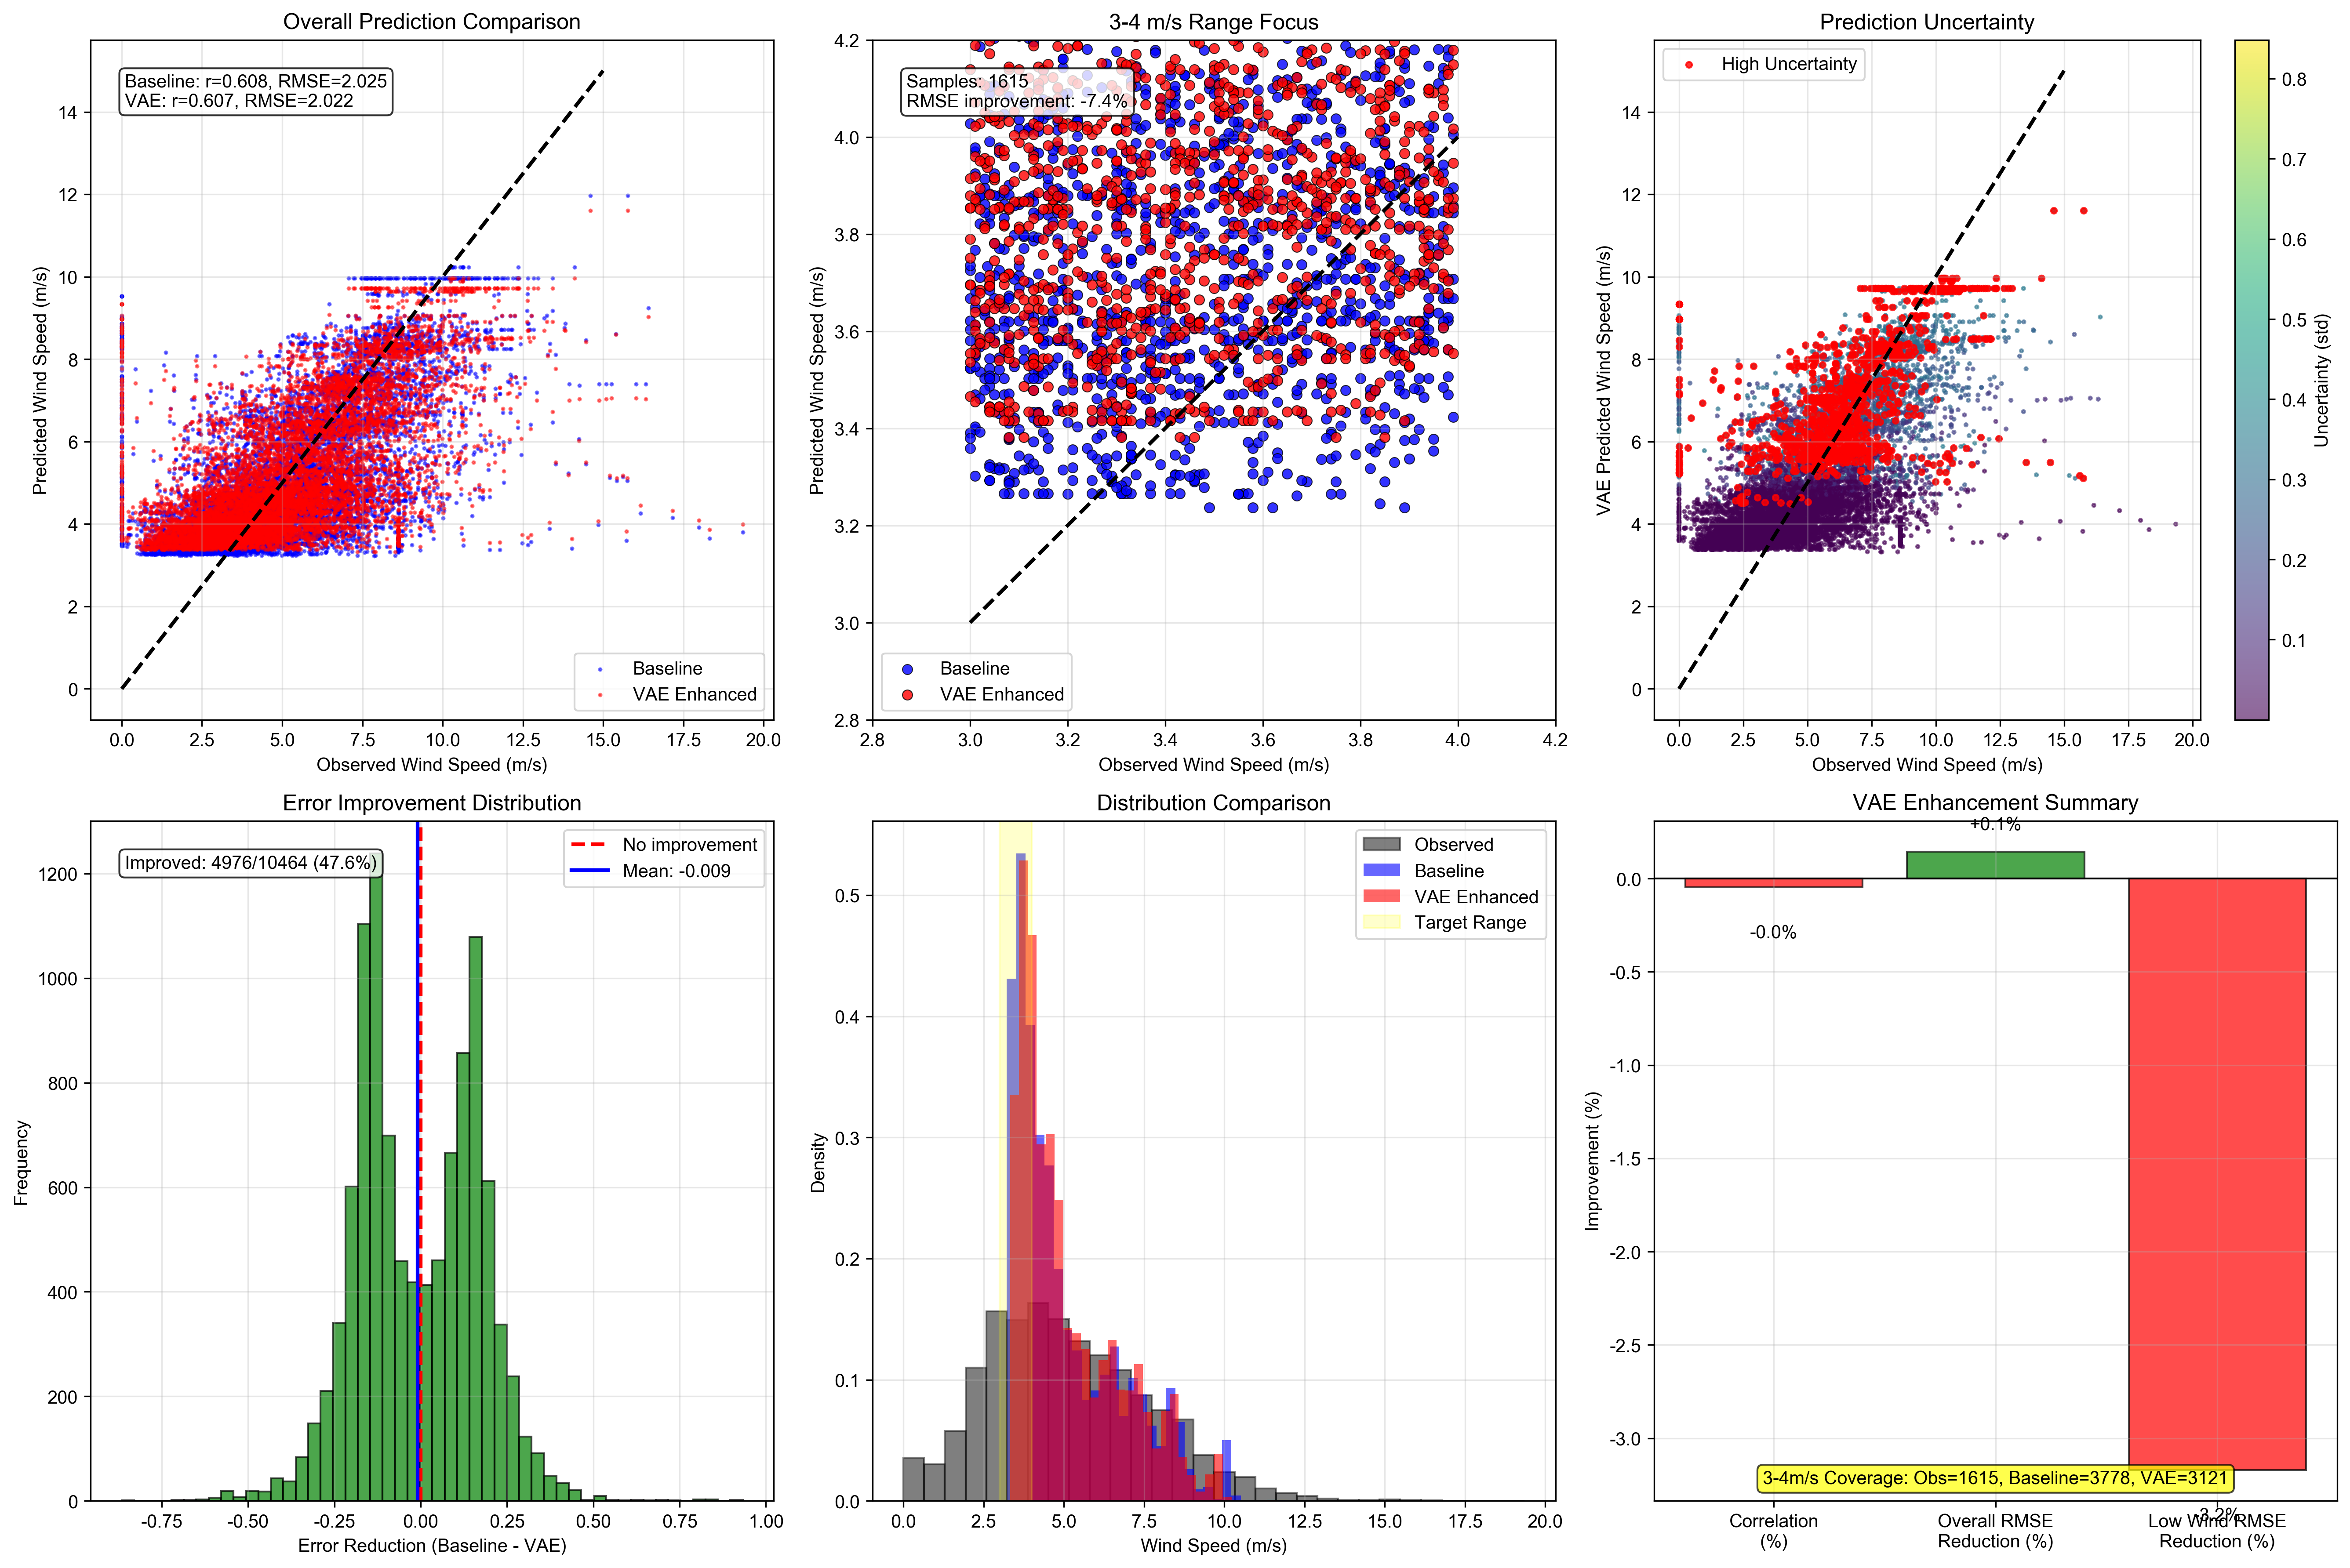 Overall Prediction Comparison
Baseline: r=0.608, RMSE=2.025
VAE: r=0.607, RMSE=2.022
14
12
10
8
6
4
2
0
Predicted Wind Speed (m/s)
Baseline
VAE Enhanced
0.0 2.5 5.0 7.5 10.0 12.5 15.0 17.5 20.0
Observed Wind Speed (m/s)
3-4 m/s Range Focus
Samples: 1615
RMSE improvement: -7.4%
4.2
4.0
3.8
3.6
3.4
3.2
3.0
2.8
Predicted Wind Speed (m/s)
Baseline
VAE Enhanced
2.8 3.0 3.2 3.4 3.6 3.8 4.0 4.2
Observed Wind Speed (m/s)
Prediction Uncertainty
High Uncertainty
14
12
10
8
6
4
2
0
VAE Predicted Wind Speed (m/s)
0.0 2.5 5.0 7.5 10.0 12.5 15.0 17.5 20.0
Observed Wind Speed (m/s)
0.8
0.7
0.6
0.5
0.4
0.3
0.2
0.1
Uncertainty (std)
Error Improvement Distribution
Improved: 4976/10464 (47.6%)
No improvement
Mean: -0.009
1200
1000
800
600
400
200
0
Frequency
-0.75 -0.50 -0.25 0.00 0.25 0.50 0.75 1.00
Error Reduction (Baseline - VAE)
Distribution Comparison
Observed
Baseline
VAE Enhanced
Target Range
0.5
0.4
0.3
0.2
0.1
0.0
Density
0.0 2.5 5.0 7.5 10.0 12.5 15.0 17.5 20.0
Wind Speed (m/s)
VAE Enhancement Summary
+0.1%
-0.0%
0.0
-0.5
-1.0
-1.5
-2.0
-2.5
-3.0
Improvement (%)
3-4m/s Coverage: Obs=1615, Baseline=3778, VAE=3121
-3.2%
Correlation
(%)
Overall RMSE
Reduction (%)
Low Wind RMSE
Reduction (%)